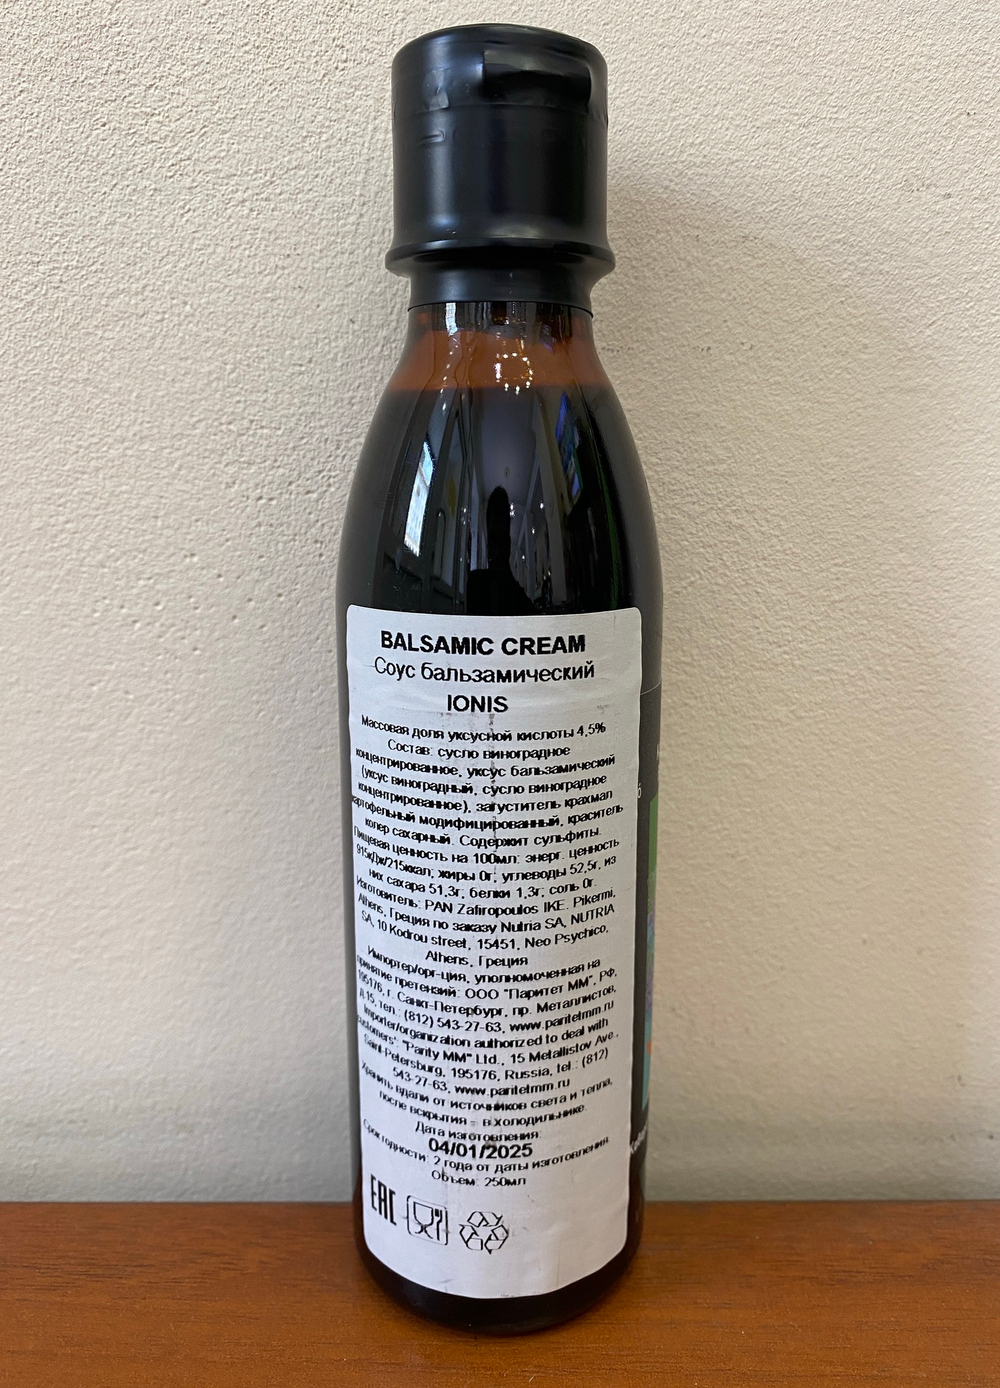 BALSAMIC CREAM
Соус бальзамический
IONIS
Массовая доля уксусной кислоты 4,5%
Состав: сусло виноградное
концентрированное, уксус бальзамический
(уксус виноградный, сусло виноградное
концентрированное), загуститель крахмал
картофельный модифицированный, краситель
колер сахарный. Содержит сульфиты.
Пищевая ценность на 100мл: энерг. ценность
915кДж/215ккал; жиры 0г; углеводы 52,5г, из
них сахара 51,3г; белки 1,3г; соль 0г.
Изготовитель: PAN Zafiropoulos IKE. Pikermi,
Athens, Греция по заказу Nutria SA, NUTRIA
SA, 10 Kodrou street, 15451, Neo Psychico,
Athens, Греция
Импортер/орг-ция, уполномоченная на
принятие претензий: ООО "Паритет ММ", РФ,
195176, г. Санкт-Петербург, пр. Металлистов,
д.15, тел.: (812) 543-27-63, www.paritetmm.ru
Importer/organization authorized to deal with
customers': "Parity MM" Ltd., 15 Metallistov Ave.,
Saint-Petersburg, 195176, Russia, tel.: (812)
543-27-63, www.paritetmm.ru
Хранить вдали от источников света и тепла,
после вскрытия - в холодильнике.
Дата изготовления:
04/01/2025
Срок годности: 2 года от даты изготовления.
Объем: 250мл
EAC